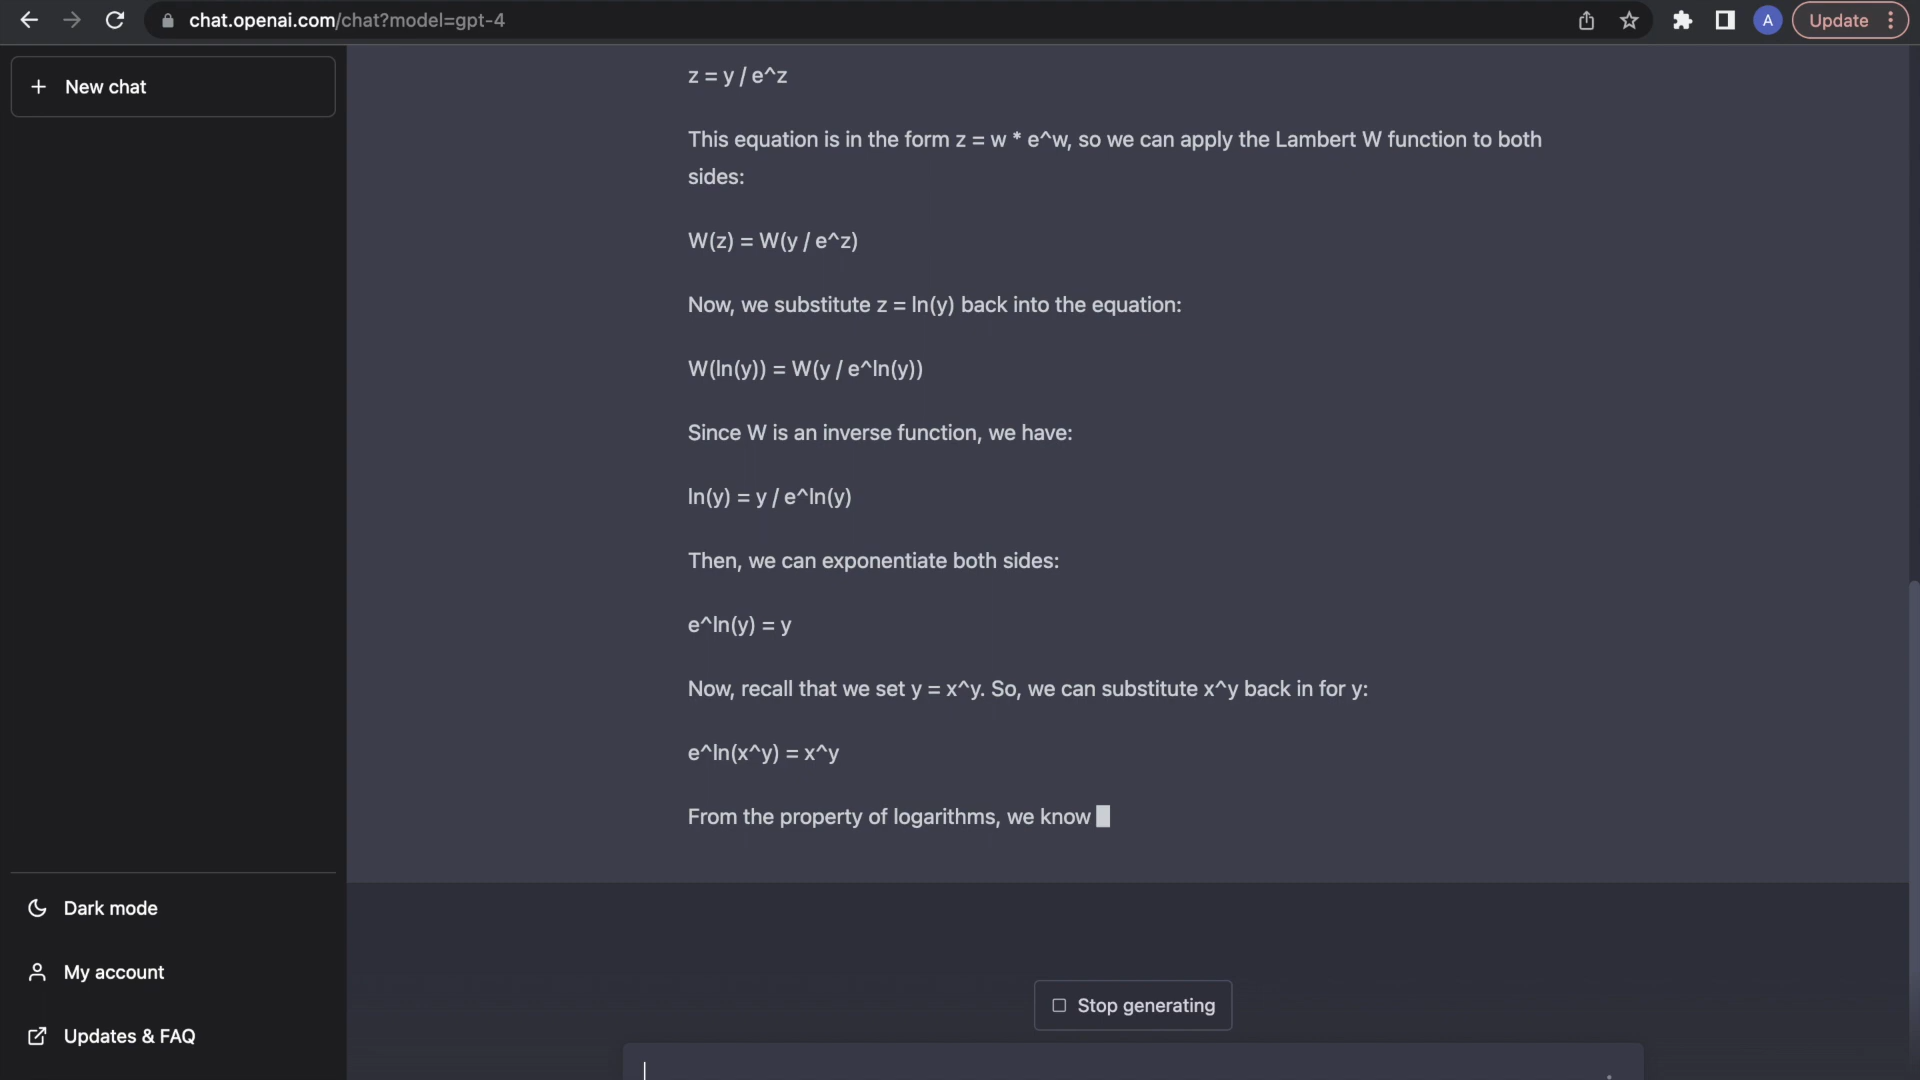 chat.openai.com/chat?model=gpt-4
A
Update
New chat
z = y / e^z
This equation is in the form z = w * e^w, so we can apply the Lambert W function to both
sides:
W(z) = W(y / e^z)
Now, we substitute z = ln(y) back into the equation:
W(ln(y)) = W(y / e^ln(y))
Since W is an inverse function, we have:
ln(y) = y / e^ln(y)
Then, we can exponentiate both sides:
e^ln(y) = y
Now, recall that we set y = x^y. So, we can substitute x^y back in for y:
e^ln(x^y) = x^y
From the property of logarithms, we know
Dark mode
My account
Updates & FAQ
Stop generating